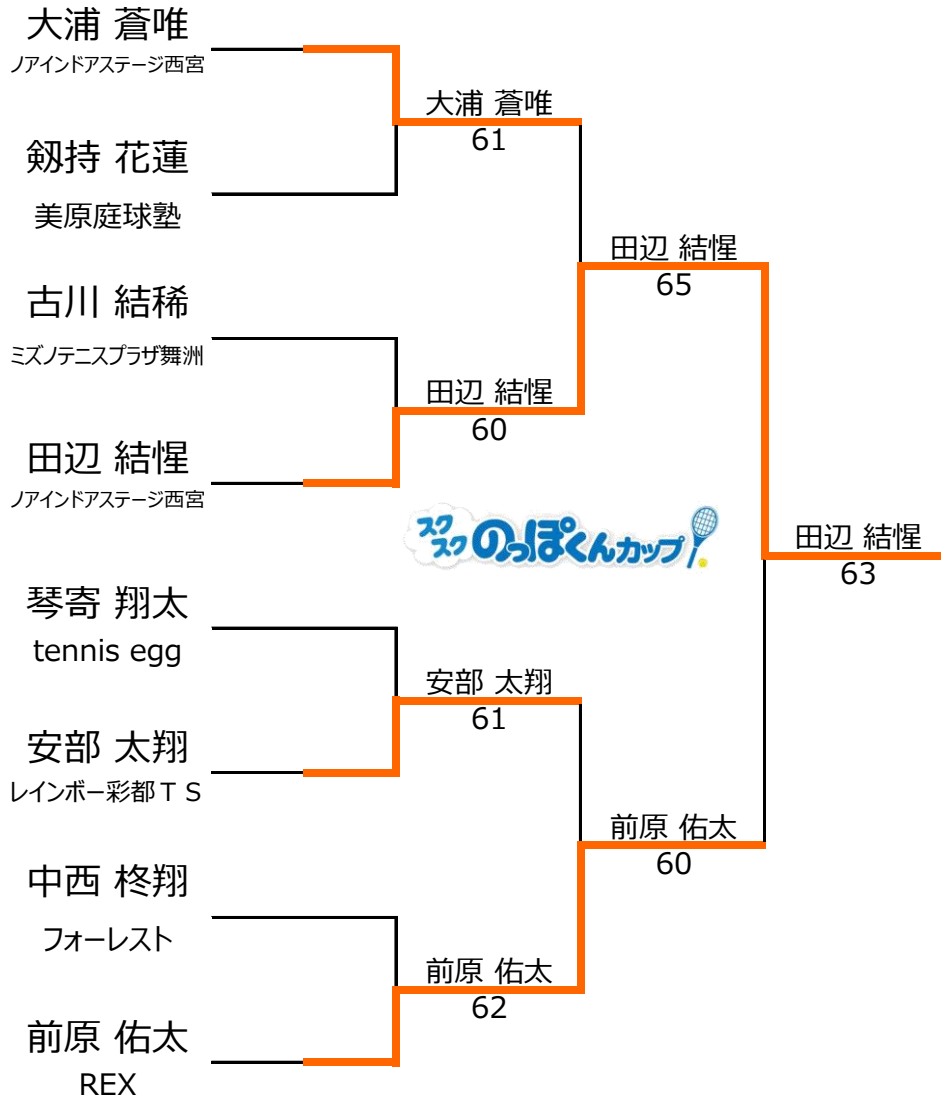 大浦 蒼唯
ノアインドアステージ西宮
大浦 蒼唯
61
剱持 花蓮
美原庭球塾
田辺 結惺
65
古川 結稀
ミズノテニスプラザ舞洲
田辺 結惺
60
田辺 結惺
ノアインドアステージ西宮
スクスク のっぽくんカップ
田辺 結惺
63
琴寄 翔太
tennis egg
安部 太翔
61
安部 太翔
レインボー彩都ＴＳ
前原 佑太
60
中西 柊翔
フォーレスト
前原 佑太
62
前原 佑太
REX